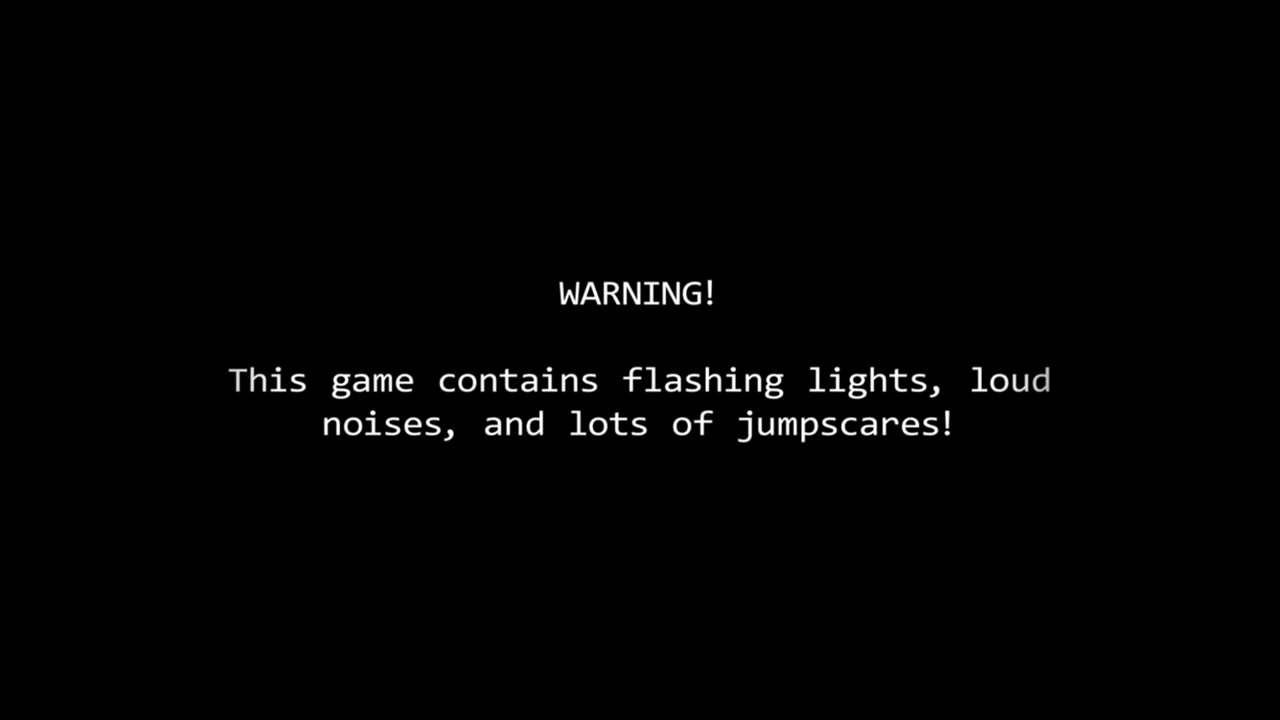 WARNING!
This game contains flashing lights, loud
noises, and lots of jumpscares!